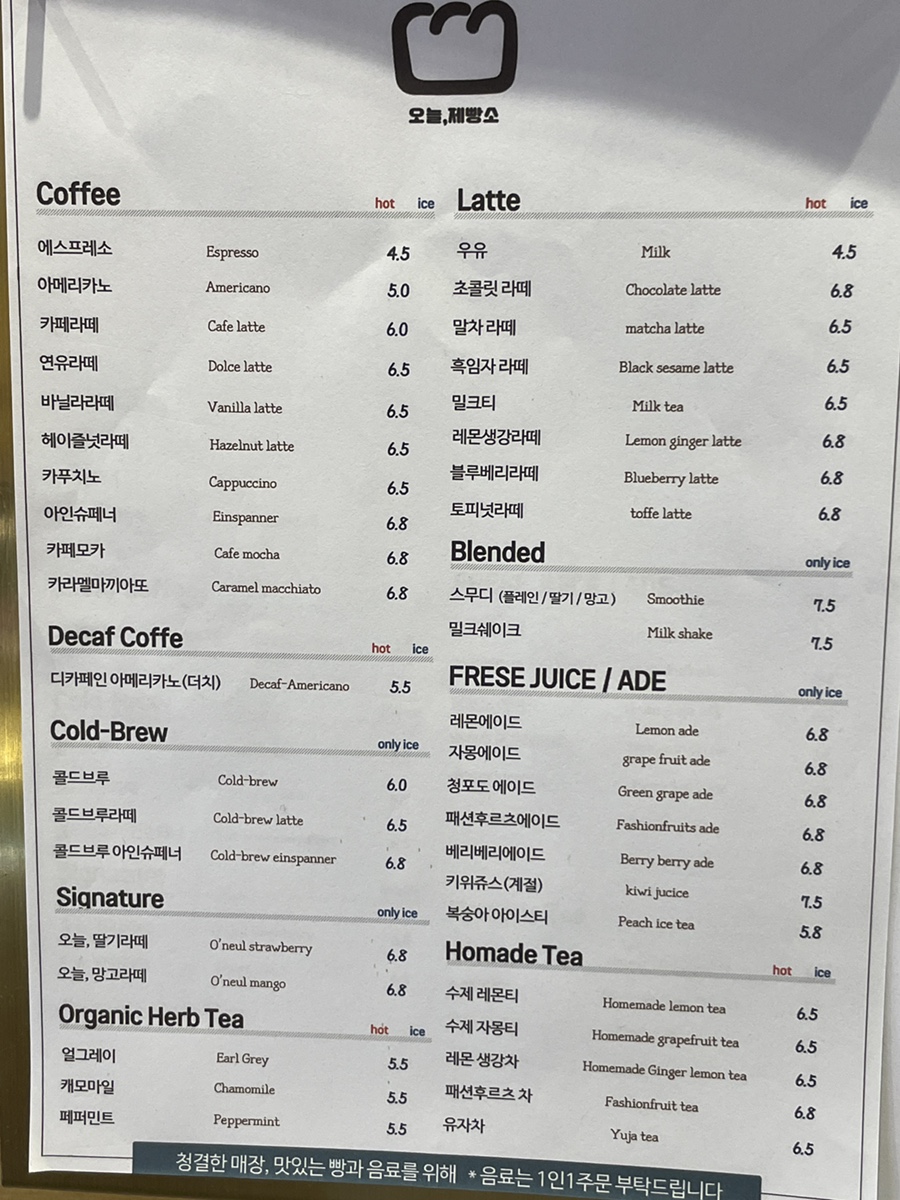 오늘,제빵소
Coffee hot ice
에스프레소 Espresso 4.5
아메리카노 Americano 5.0
카페라떼 Cafe latte 6.0
연유라떼 Dolce latte 6.5
바닐라라떼 Vanilla latte 6.5
헤이즐넛라떼 Hazelnut latte 6.5
카푸치노 Cappuccino 6.5
아인슈페너 Einspanner 6.8
카페모카 Cafe mocha 6.8
카라멜마끼아또 Caramel macchiato 6.8
Decaf Coffe hot ice
디카페인 아메리카노(더치) Decaf-Americano 5.5
Cold-Brew only ice
콜드브루 Cold-brew 6.0
콜드브루라떼 Cold-brew latte 6.5
콜드브루 아인슈페너 Cold-brew einspanner 6.8
Signature only ice
오늘, 딸기라떼 O'neul strawberry 6.8
오늘, 망고라떼 O'neul mango 6.8
Organic Herb Tea hot ice
얼그레이 Earl Grey 5.5
캐모마일 Chamomile 5.5
페퍼민트 Peppermint 5.5
Latte hot ice
우유 Milk 4.5
초콜릿 라떼 Chocolate latte 6.8
말차 라떼 matcha latte 6.5
흑임자 라떼 Black sesame latte 6.5
밀크티 Milk tea 6.5
레몬생강라떼 Lemon ginger latte 6.8
블루베리라떼 Blueberry latte 6.8
토피넛라떼 toffe latte 6.8
Blended only ice
스무디 (플레인 / 딸기 / 망고) Smoothie 7.5
밀크쉐이크 Milk shake 7.5
FRESE JUICE / ADE only ice
레몬에이드 Lemon ade 6.8
자몽에이드 grape fruit ade 6.8
청포도 에이드 Green grape ade 6.8
패션후르츠에이드 Fashionfruits ade 6.8
베리베리에이드 Berry berry ade 6.8
키위쥬스(계절) kiwi jucice 7.5
복숭아 아이스티 Peach ice tea 5.8
Homade Tea hot ice
수제 레몬티 Homemade lemon tea 6.5
수제 자몽티 Homemade grapefruit tea 6.5
레몬 생강차 Homemade Ginger lemon tea 6.5
패션후르츠 차 Fashionfruit tea 6.8
유자차 Yuja tea 6.5
청결한 매장, 맛있는 빵과 음료를 위해 *음료는 1인1주문 부탁드립니다